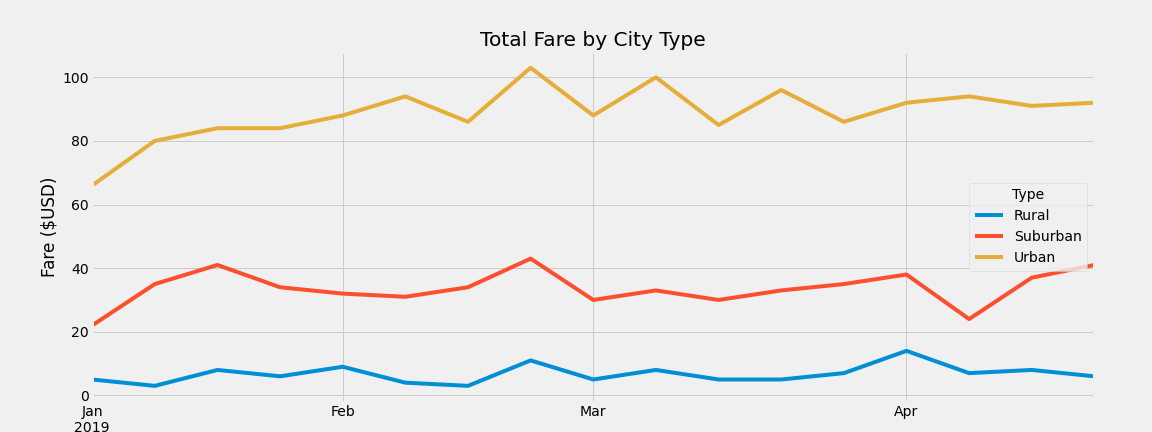 Total Fare by City Type
Fare ($USD)
100
80
60
40
20
0
Jan
2019
Feb
Mar
Apr
Type
Rural
Suburban
Urban